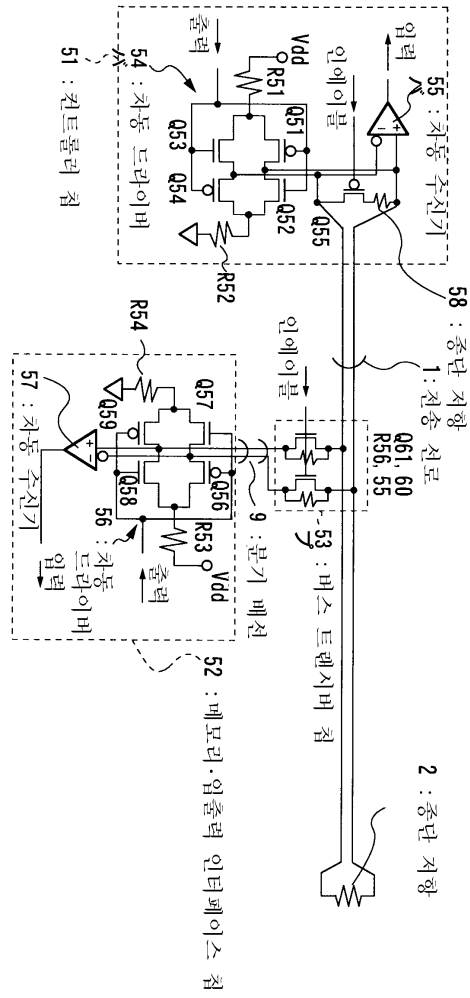 58 : 종단 저항
2 : 종단 저항
1 : 전송 선로
55 : 차동 수신기
입력
인에이블
Q55
Q61, 60
R56, 55
인에이블
53 : 버스 트랜시버 칩
Vdd
R51
Q51
Q52
R52
출력
Q53
Q54
54 : 차동 드라이버
51 : 컨트롤러 칩
9 : 분기 배선
R54
Q57
Q56
R53
Vdd
Q59
Q58
56 : 차동
드라이버
출력
입력
57 : 차동 수신기
52 : 메모리·입출력 인터페이스 칩